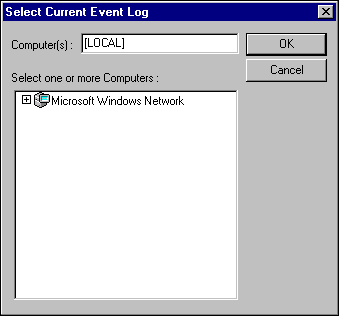 Select Current Event Log
Computer(s) : [LOCAL]
OK
Cancel
Select one or more Computers :
Microsoft Windows Network